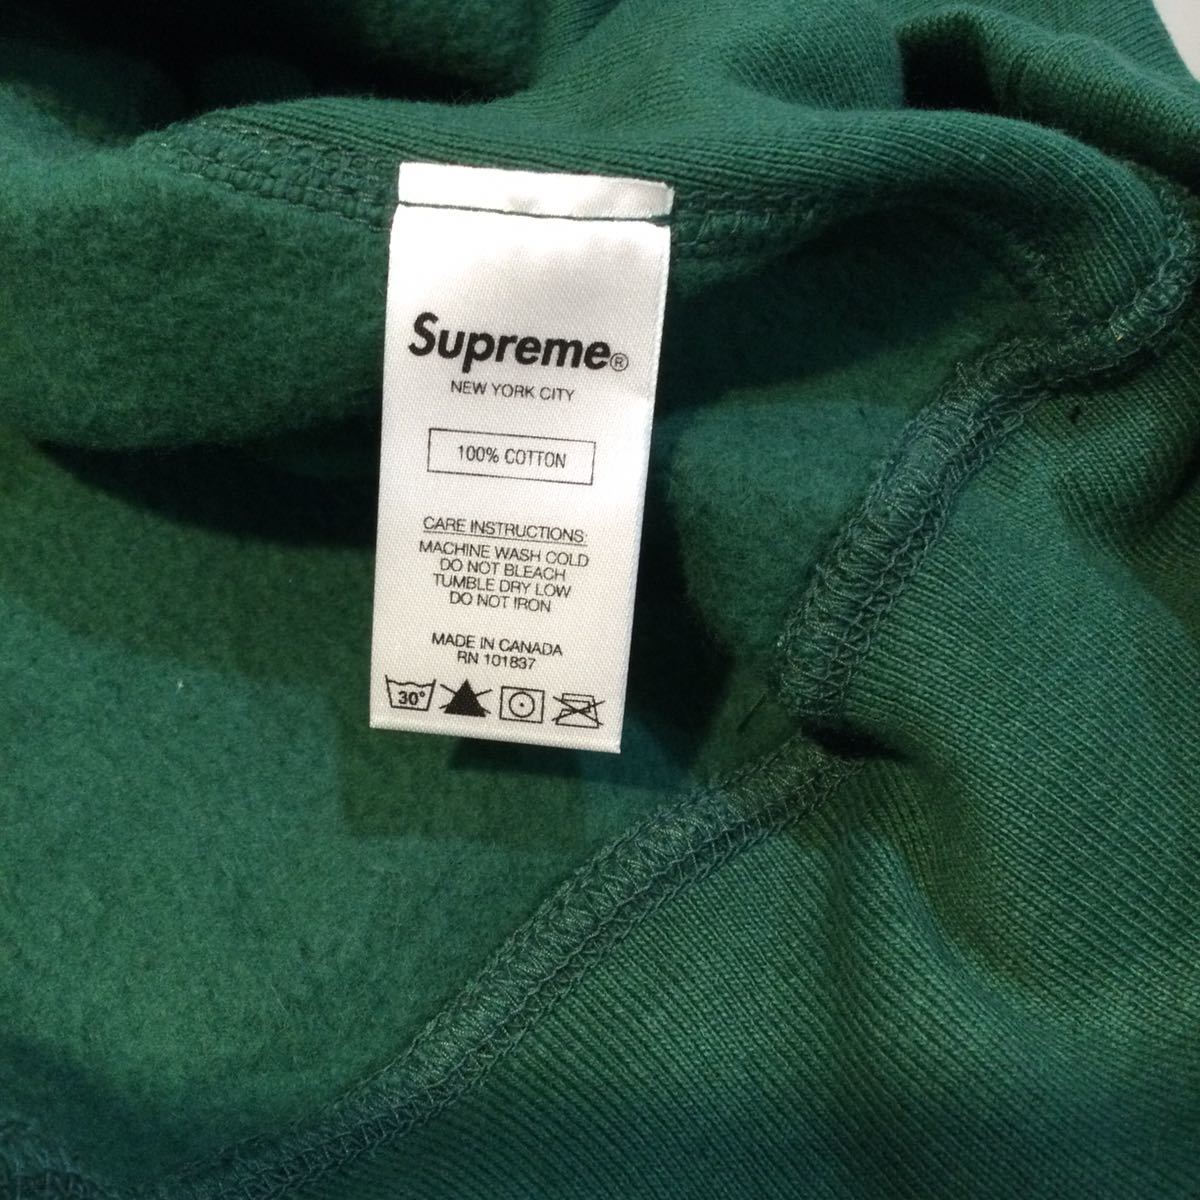 Supreme®
NEW YORK CITY
100% COTTON
CARE INSTRUCTIONS:
MACHINE WASH COLD
DO NOT BLEACH
TUMBLE DRY LOW
DO NOT IRON
MADE IN CANADA
RN 101837
30°